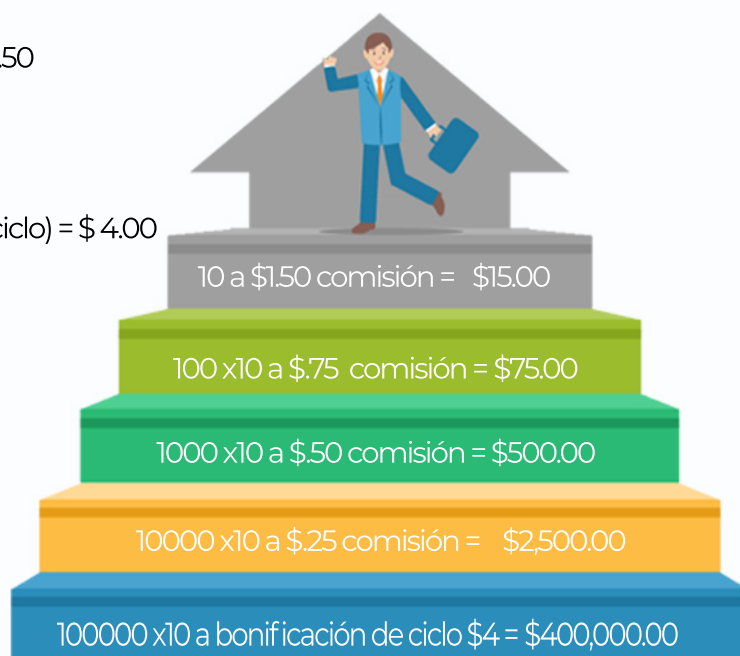 .50
ciclo) = $ 4.00
10 a $1.50 comisión = $15.00
100 x10 a $.75 comisión = $75.00
1000 x10 a $.50 comisión = $500.00
10000 x10 a $.25 comisión = $2,500.00
100000 x10 a bonificación de ciclo $4 = $400,000.00